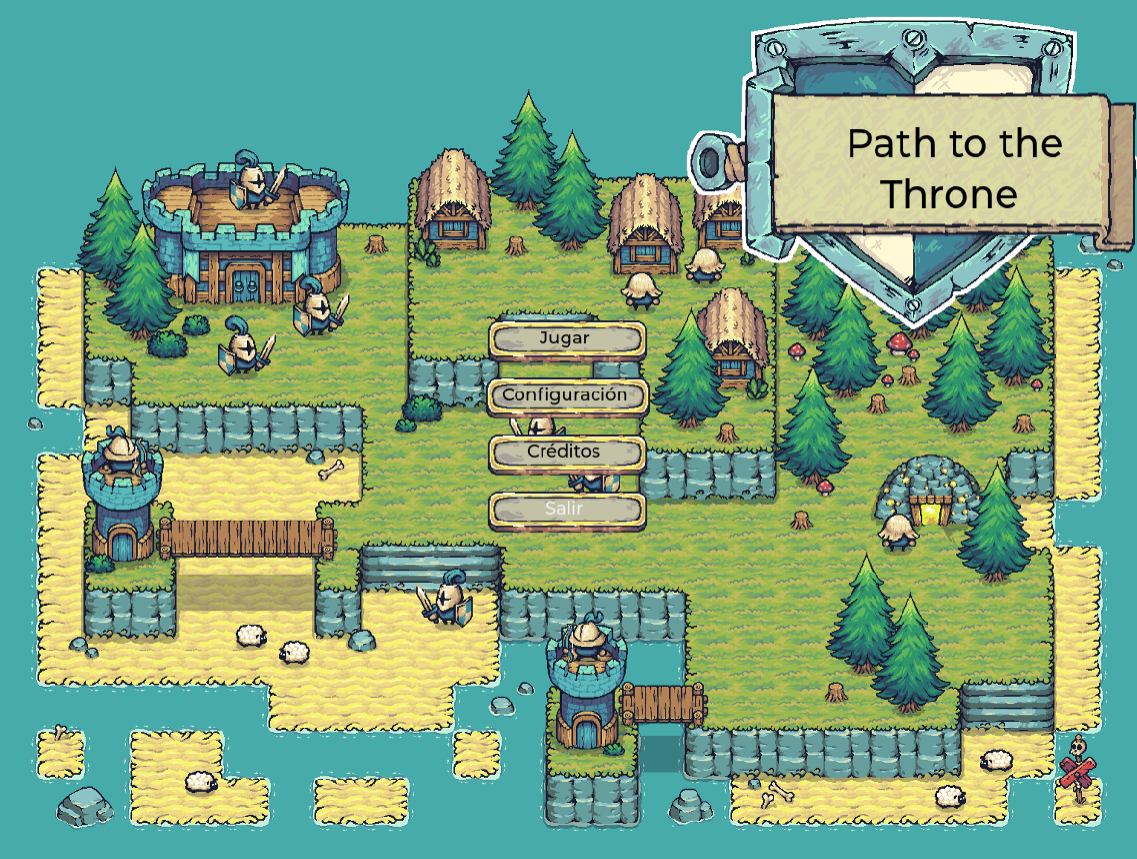 Path to the
Throne
Jugar
Configuración
Créditos
Salir